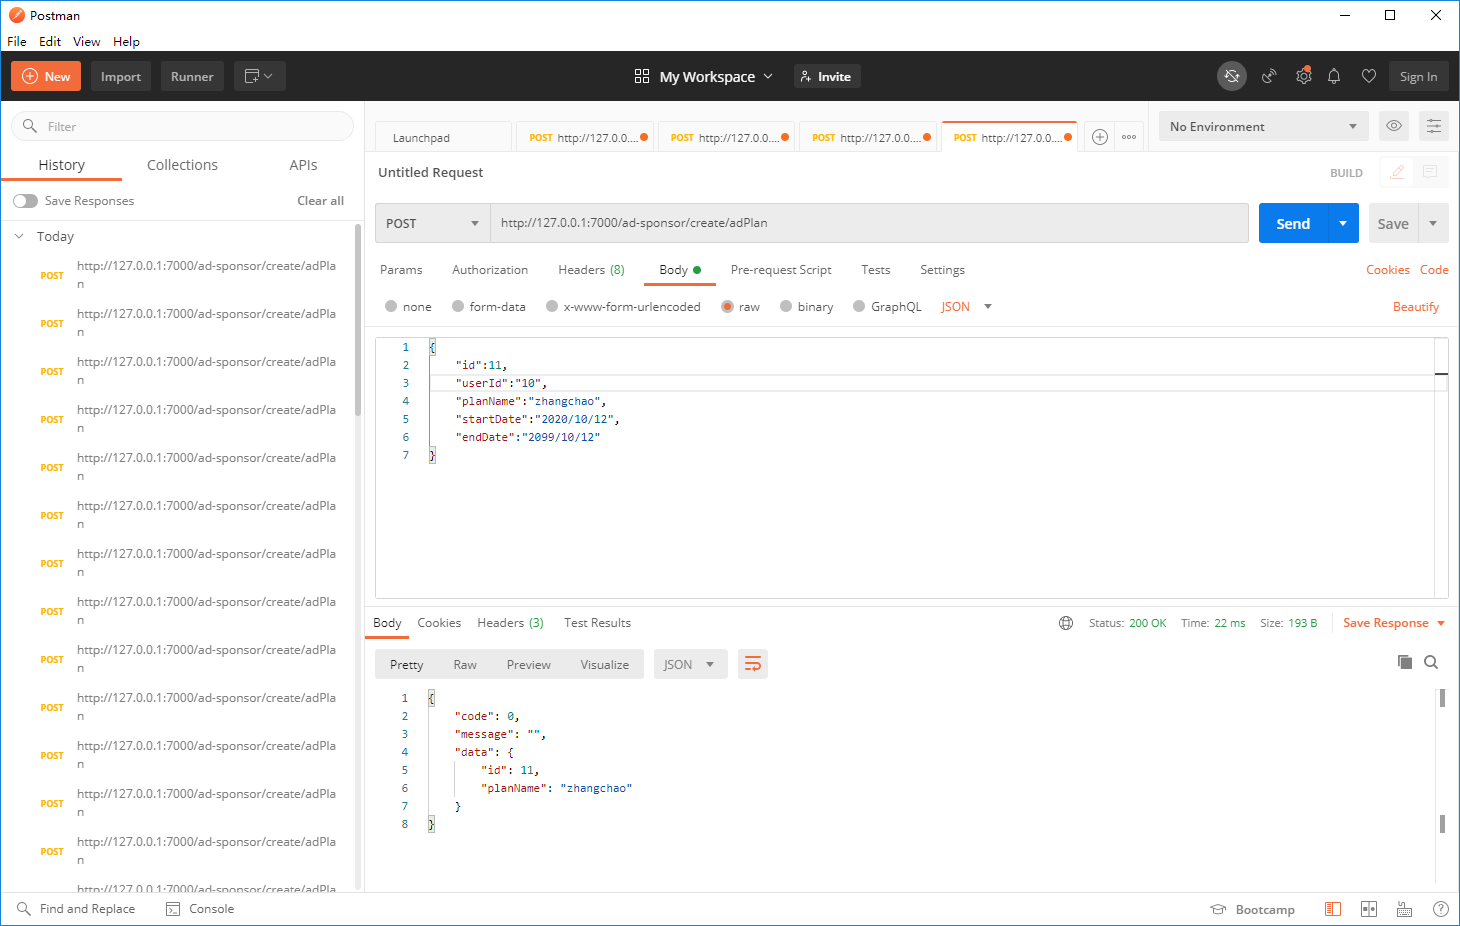 Postman
File Edit View Help
New Import Runner My Workspace Invite Sign In
Filter
History Collections APIs
Save Responses Clear all
Today
POST http://127.0.0.1:7000/ad-sponsor/create/adPla
n
POST http://127.0.0.1:7000/ad-sponsor/create/adPla
n
POST http://127.0.0.1:7000/ad-sponsor/create/adPla
n
POST http://127.0.0.1:7000/ad-sponsor/create/adPla
n
POST http://127.0.0.1:7000/ad-sponsor/create/adPla
n
POST http://127.0.0.1:7000/ad-sponsor/create/adPla
n
POST http://127.0.0.1:7000/ad-sponsor/create/adPla
n
POST http://127.0.0.1:7000/ad-sponsor/create/adPla
n
POST http://127.0.0.1:7000/ad-sponsor/create/adPla
n
POST http://127.0.0.1:7000/ad-sponsor/create/adPla
n
POST http://127.0.0.1:7000/ad-sponsor/create/adPla
n
POST http://127.0.0.1:7000/ad-sponsor/create/adPla
n
POST http://127.0.0.1:7000/ad-sponsor/create/adPla
n
http://127.0.0.1:7000/ad-sponsor/create/adPla
Launchpad POST http://127.0.0.... POST http://127.0.0.... POST http://127.0.0.... POST http://127.0.0.... No Environment
Untitled Request BUILD
POST http://127.0.0.1:7000/ad-sponsor/create/adPlan Send Save
Params Authorization Headers (8) Body Pre-request Script Tests Settings Cookies Code
none form-data x-www-form-urlencoded raw binary GraphQL JSON Beautify
1 {
2 "id":11,
3 "userId":"10",
4 "planName":"zhangchao",
5 "startDate":"2020/10/12",
6 "endDate":"2099/10/12"
7 }
Body Cookies Headers (3) Test Results Status: 200 OK Time: 22 ms Size: 193 B Save Response
Pretty Raw Preview Visualize JSON
1 {
2 "code": 0,
3 "message": "",
4 "data": {
5 "id": 11,
6 "planName": "zhangchao"
7 }
8 }
Find and Replace Console Bootcamp